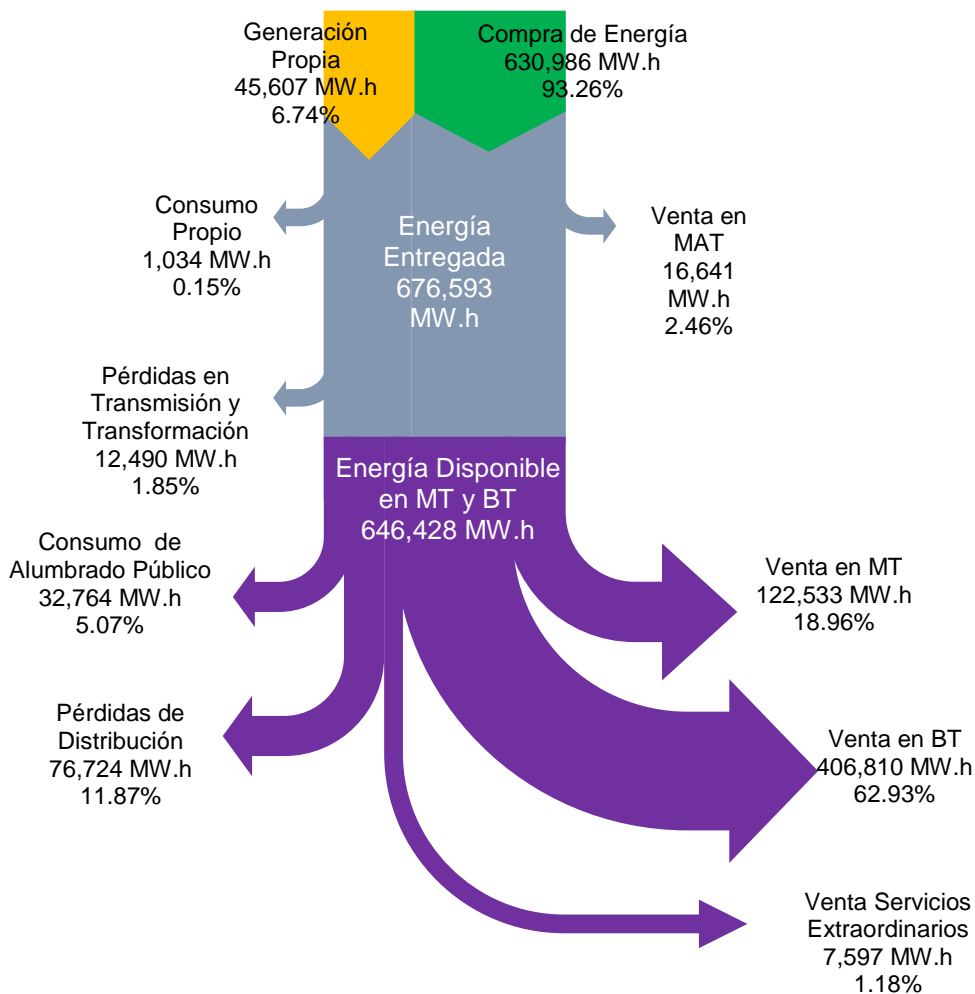 Generación
Propia
45,607 MW.h
6.74%
Compra de Energía
630,986 MW.h
93.26%
Consumo
Propio
1,034 MW.h
0.15%
Energía
Entregada
676,593
MW.h
Venta en
MAT
16,641
MW.h
2.46%
Pérdidas en
Transmisión y
Transformación
12,490 MW.h
1.85%
Energía Disponible
en MT y BT
646,428 MW.h
Consumo de
Alumbrado Público
32,764 MW.h
5.07%
Venta en MT
122,533 MW.h
18.96%
Pérdidas de
Distribución
76,724 MW.h
11.87%
Venta en BT
406,810 MW.h
62.93%
Venta Servicios
Extraordinarios
7,597 MW.h
1.18%